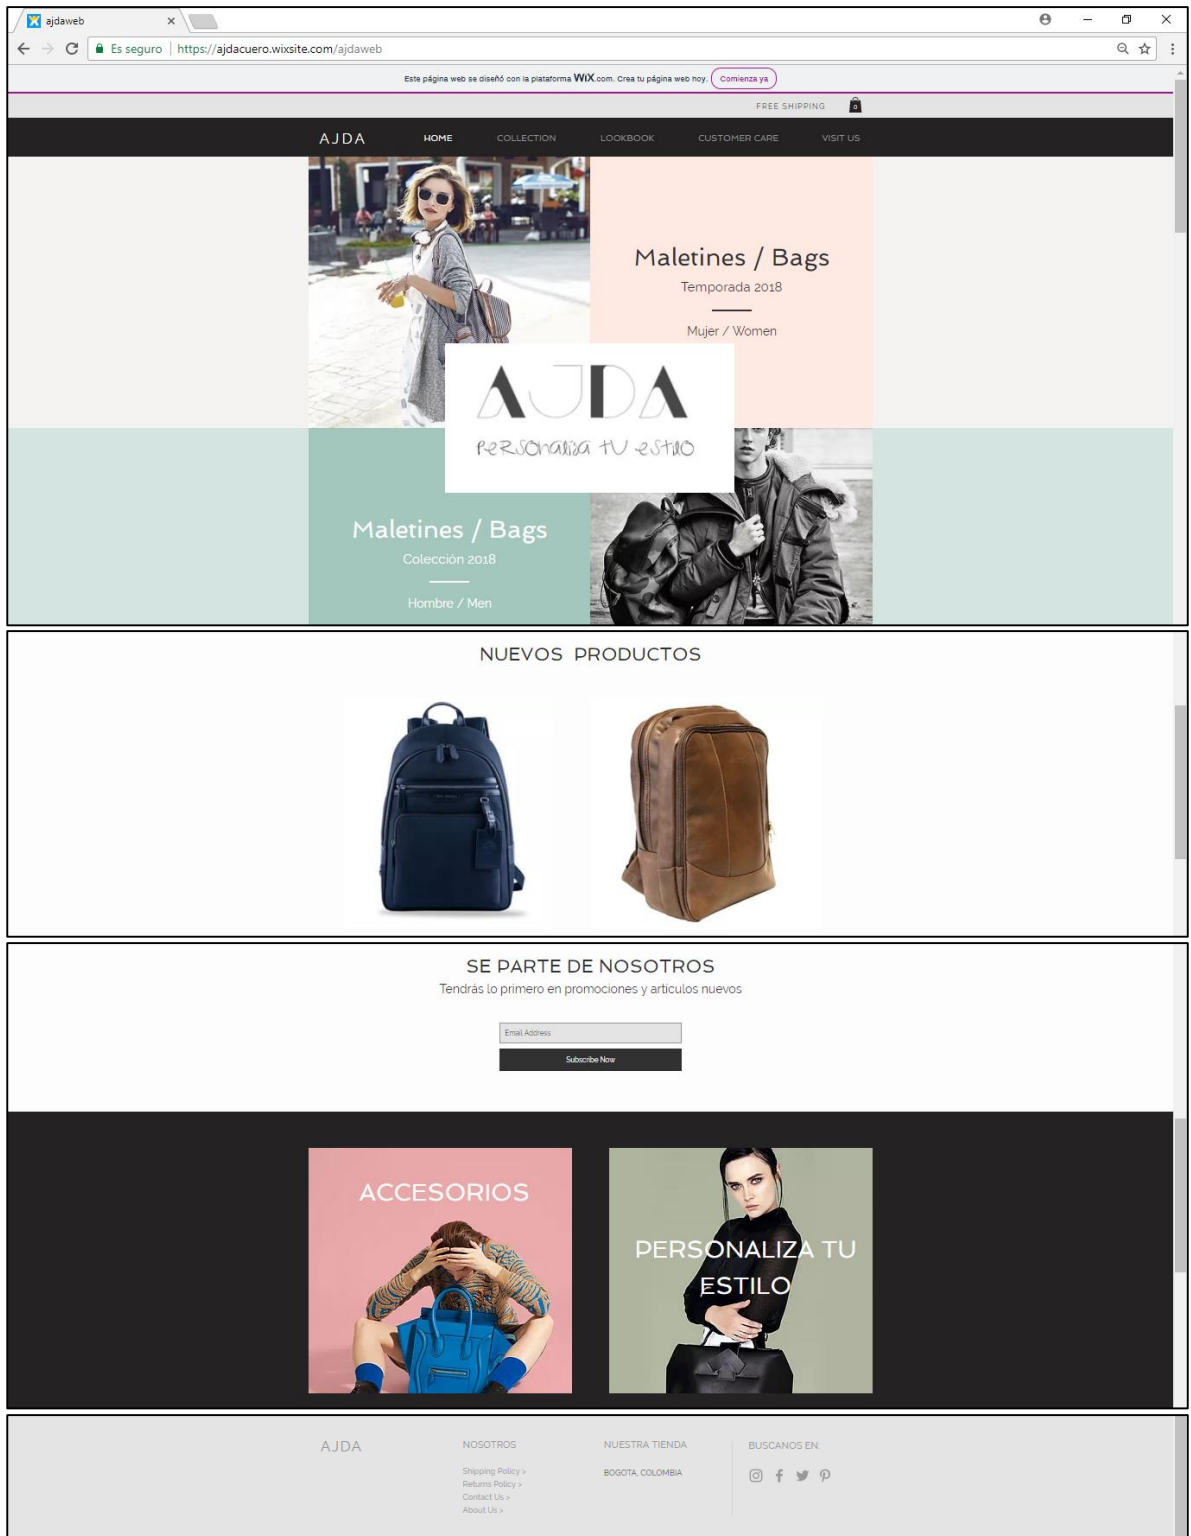 ajdaweb
Es seguro | https://ajdacuero.wixsite.com/ajdaweb
Este página web se diseñó con la plataforma WiX.com. Crea tu página web hoy. Comienza ya
FREE SHIPPING 0
AJDA HOME COLLECTION LOOKBOOK CUSTOMER CARE VISIT US
Maletines / Bags
Temporada 2018
Mujer / Women
AJDA
Personaliza tu estilo
Maletines / Bags
Colección 2018
Hombre / Men
NUEVOS PRODUCTOS
SE PARTE DE NOSOTROS
Tendrás lo primero en promociones y artículos nuevos
Email Address
Subscribe Now
ACCESORIOS
PERSONALIZA TU
ESTILO
AJDA
NOSOTROS
Shipping Policy >
Returns Policy >
Contact Us >
About Us >
NUESTRA TIENDA
BOGOTA, COLOMBIA
BUSCANOS EN: